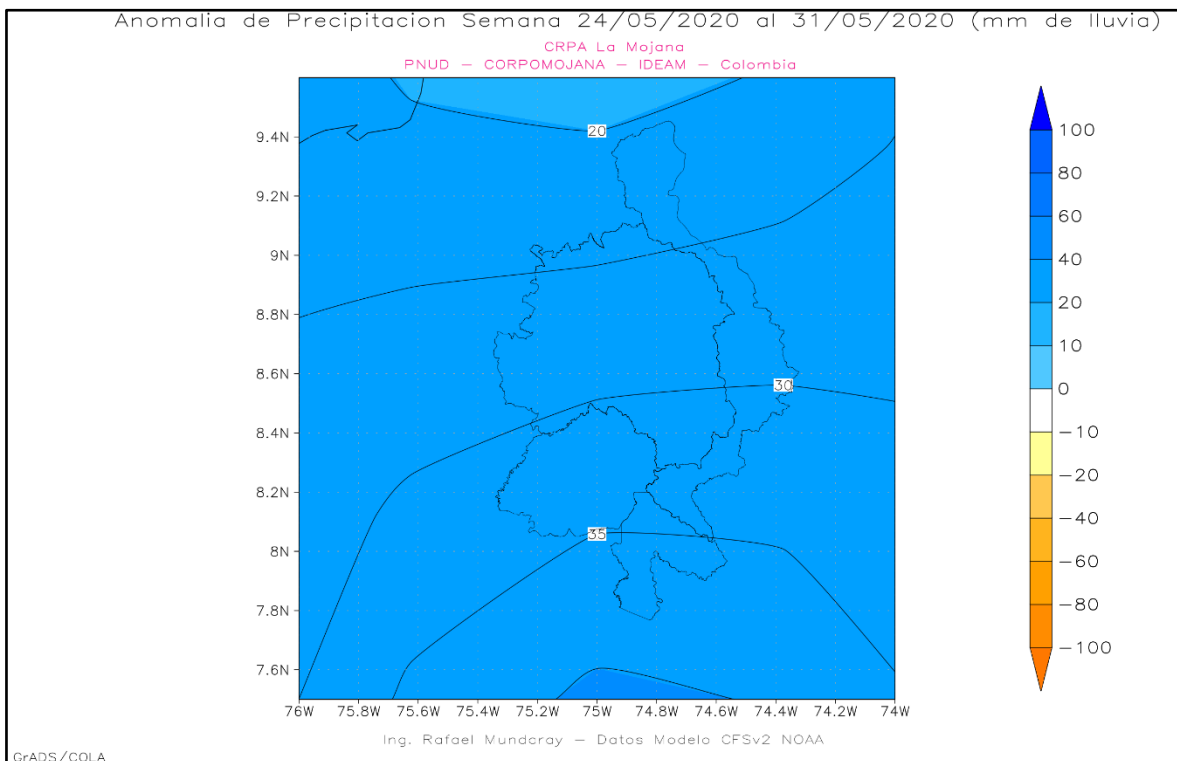 Anomalia de Precipitacion Semana 24/05/2020 al 31/05/2020 (mm de lluvia)
CRPA La Mojana
PNUD – CORPOMOJANA – IDEAM – Colombia
20
30
35
9.4N
9.2N
9N
8.8N
8.6N
8.4N
8.2N
8N
7.8N
7.6N
76W 75.8W 75.6W 75.4W 75.2W 75W 74.8W 74.6W 74.4W 74.2W 74W
100
80
60
40
20
10
0
−10
−20
−40
−60
−80
−100
Ing. Rafael Mundaray – Datos Modelo CFSv2 NOAA
GrADS/COLA